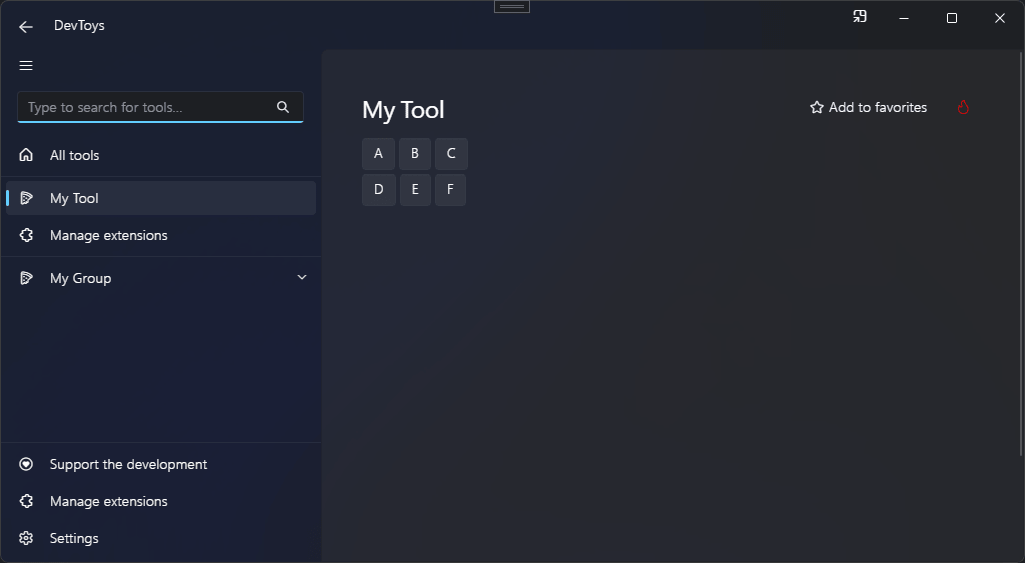 DevToys
Type to search for tools...
All tools
My Tool
Manage extensions
My Group
Support the development
Manage extensions
Settings
My Tool
Add to favorites
A B C
D E F